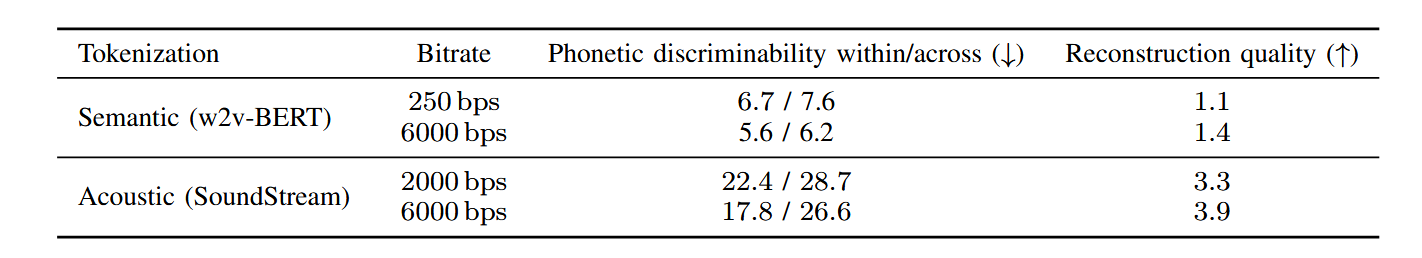 Tokenization Bitrate Phonetic discriminability within/across (↓) Reconstruction quality (↑)
Semantic (w2v-BERT) 250 bps 6.7 / 7.6 1.1
6000 bps 5.6 / 6.2 1.4
Acoustic (SoundStream) 2000 bps 22.4 / 28.7 3.3
6000 bps 17.8 / 26.6 3.9